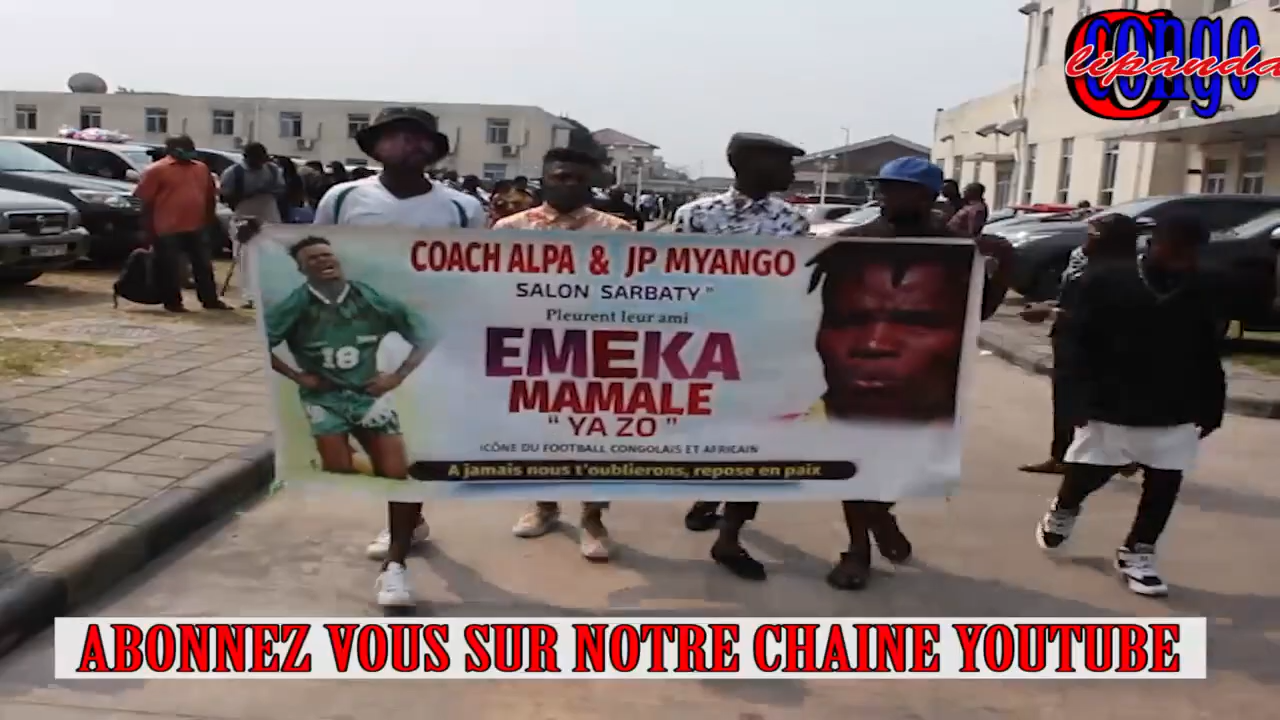 Congo
lipanda
COACH ALPA & JP MYANGO
SALON SARBATY"
Pleurent leur ami
EMEKA
MAMALE
"YA ZO"
ICÔNE DU FOOTBALL CONGOLAIS ET AFRICAIN
A jamais nous t'oublierons, repose en paix
18
ABONNEZ VOUS SUR NOTRE CHAINE YOUTUBE